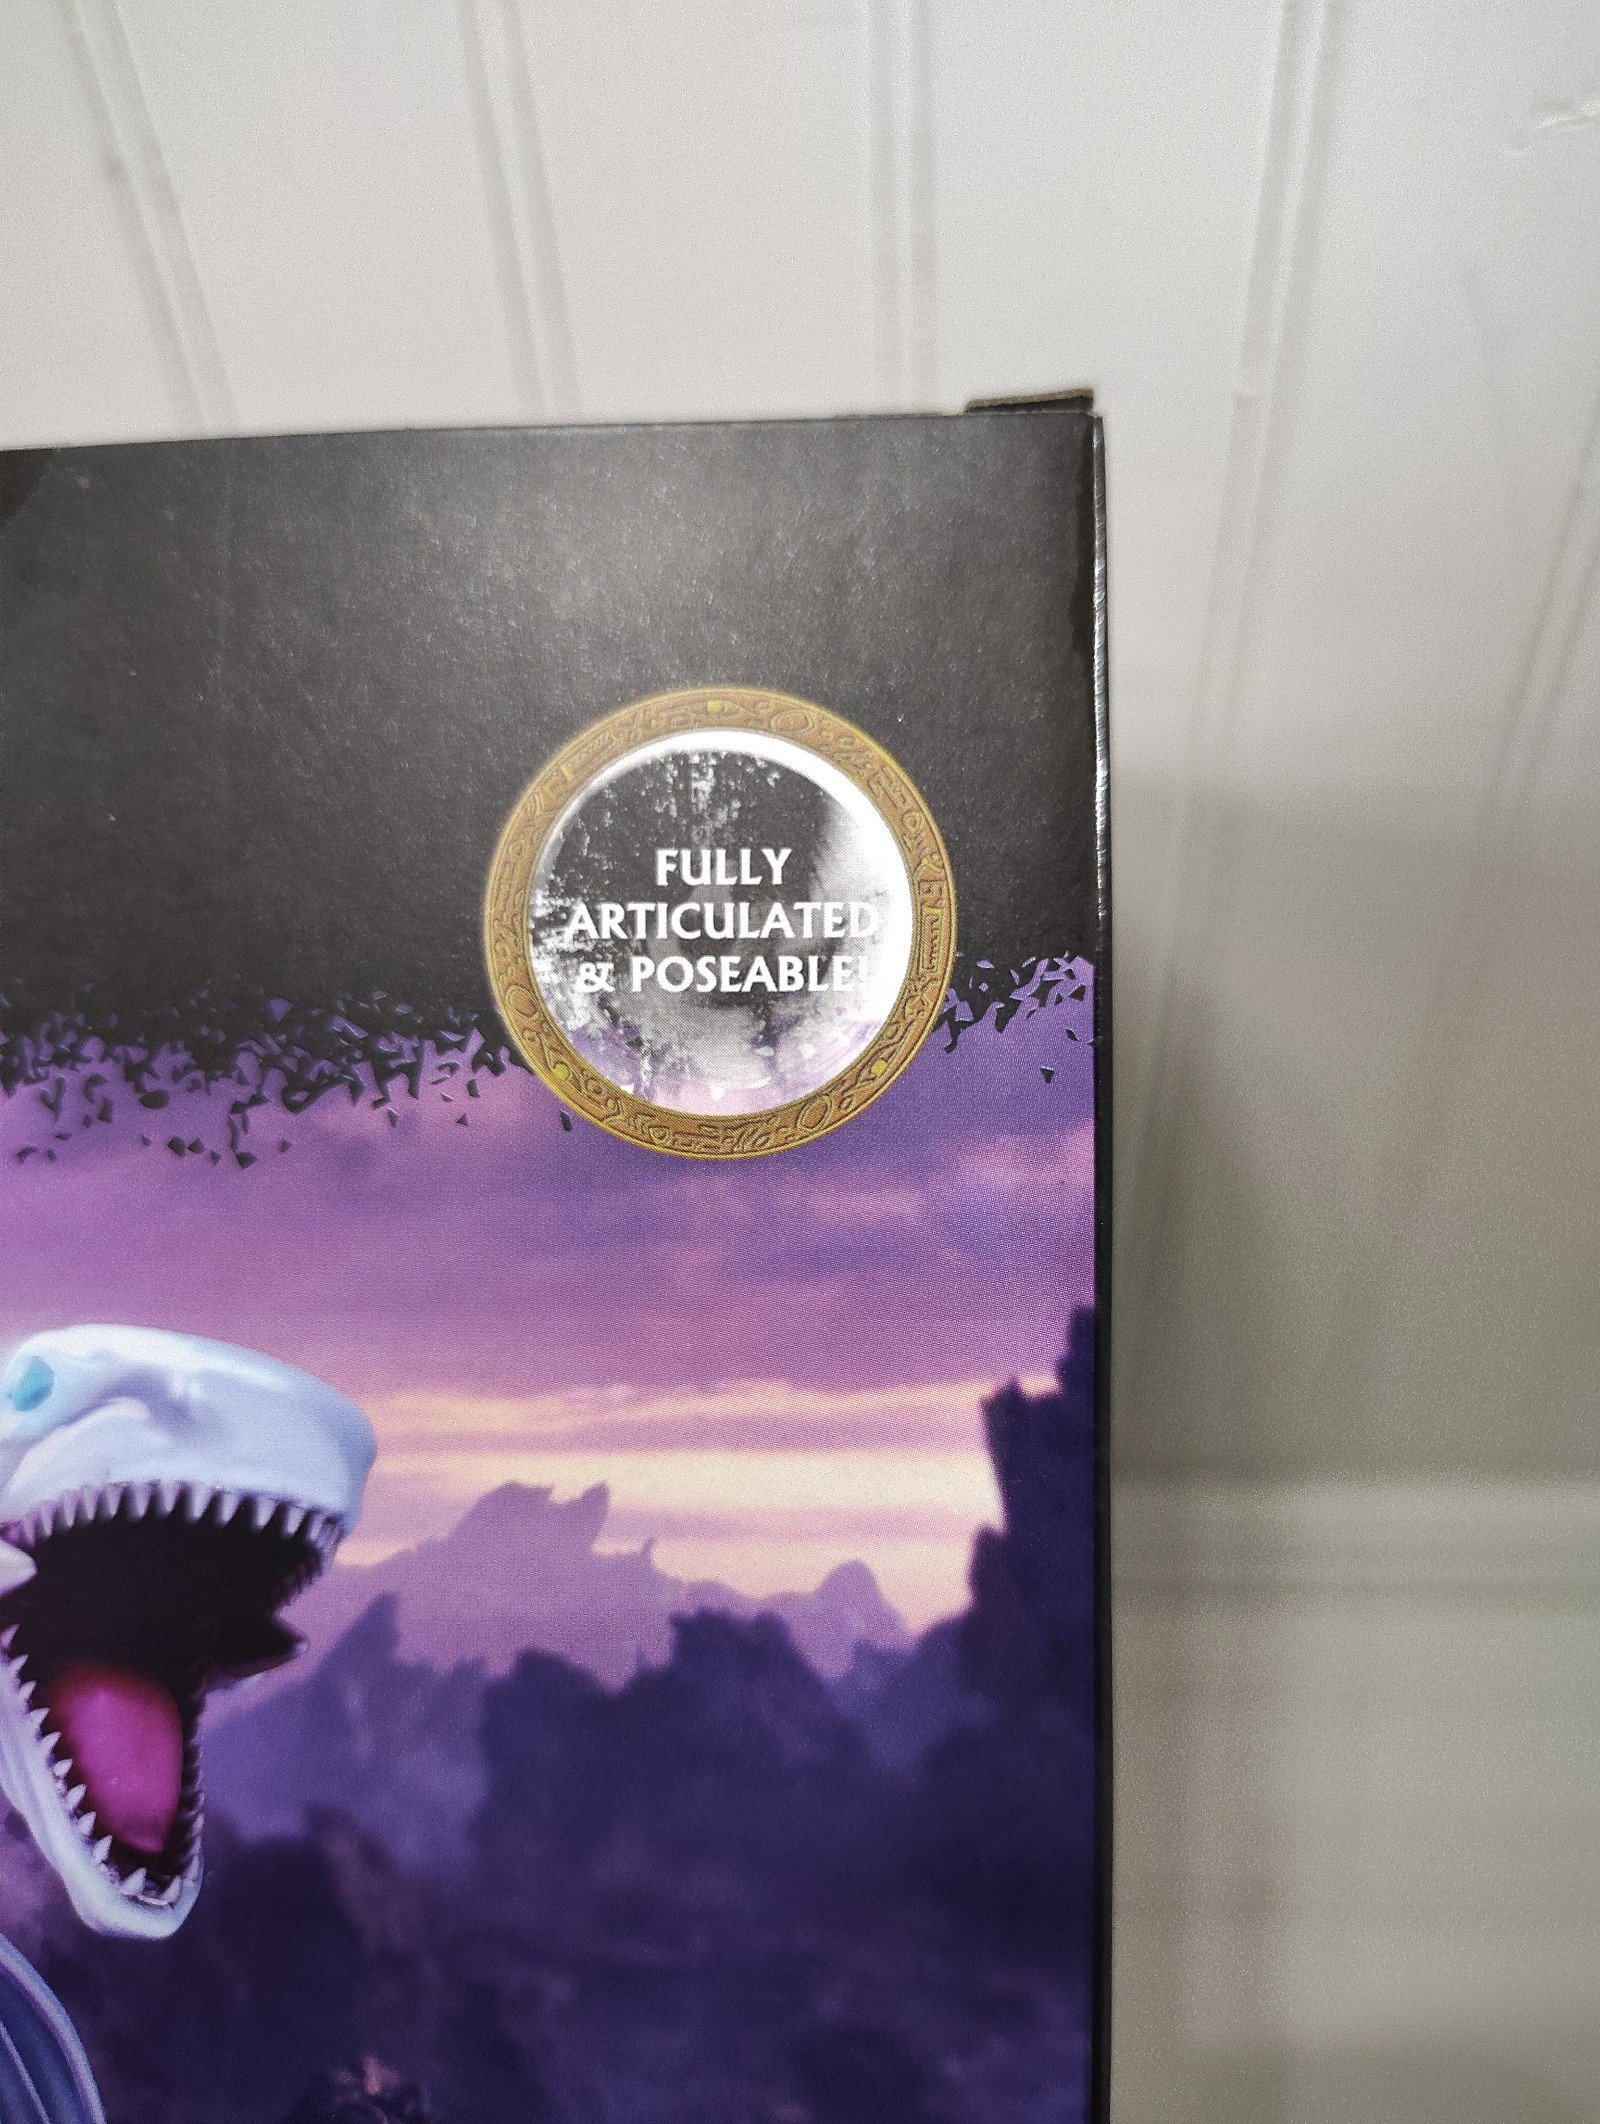 FULLY
ARTICULATED
& POSEABLE!